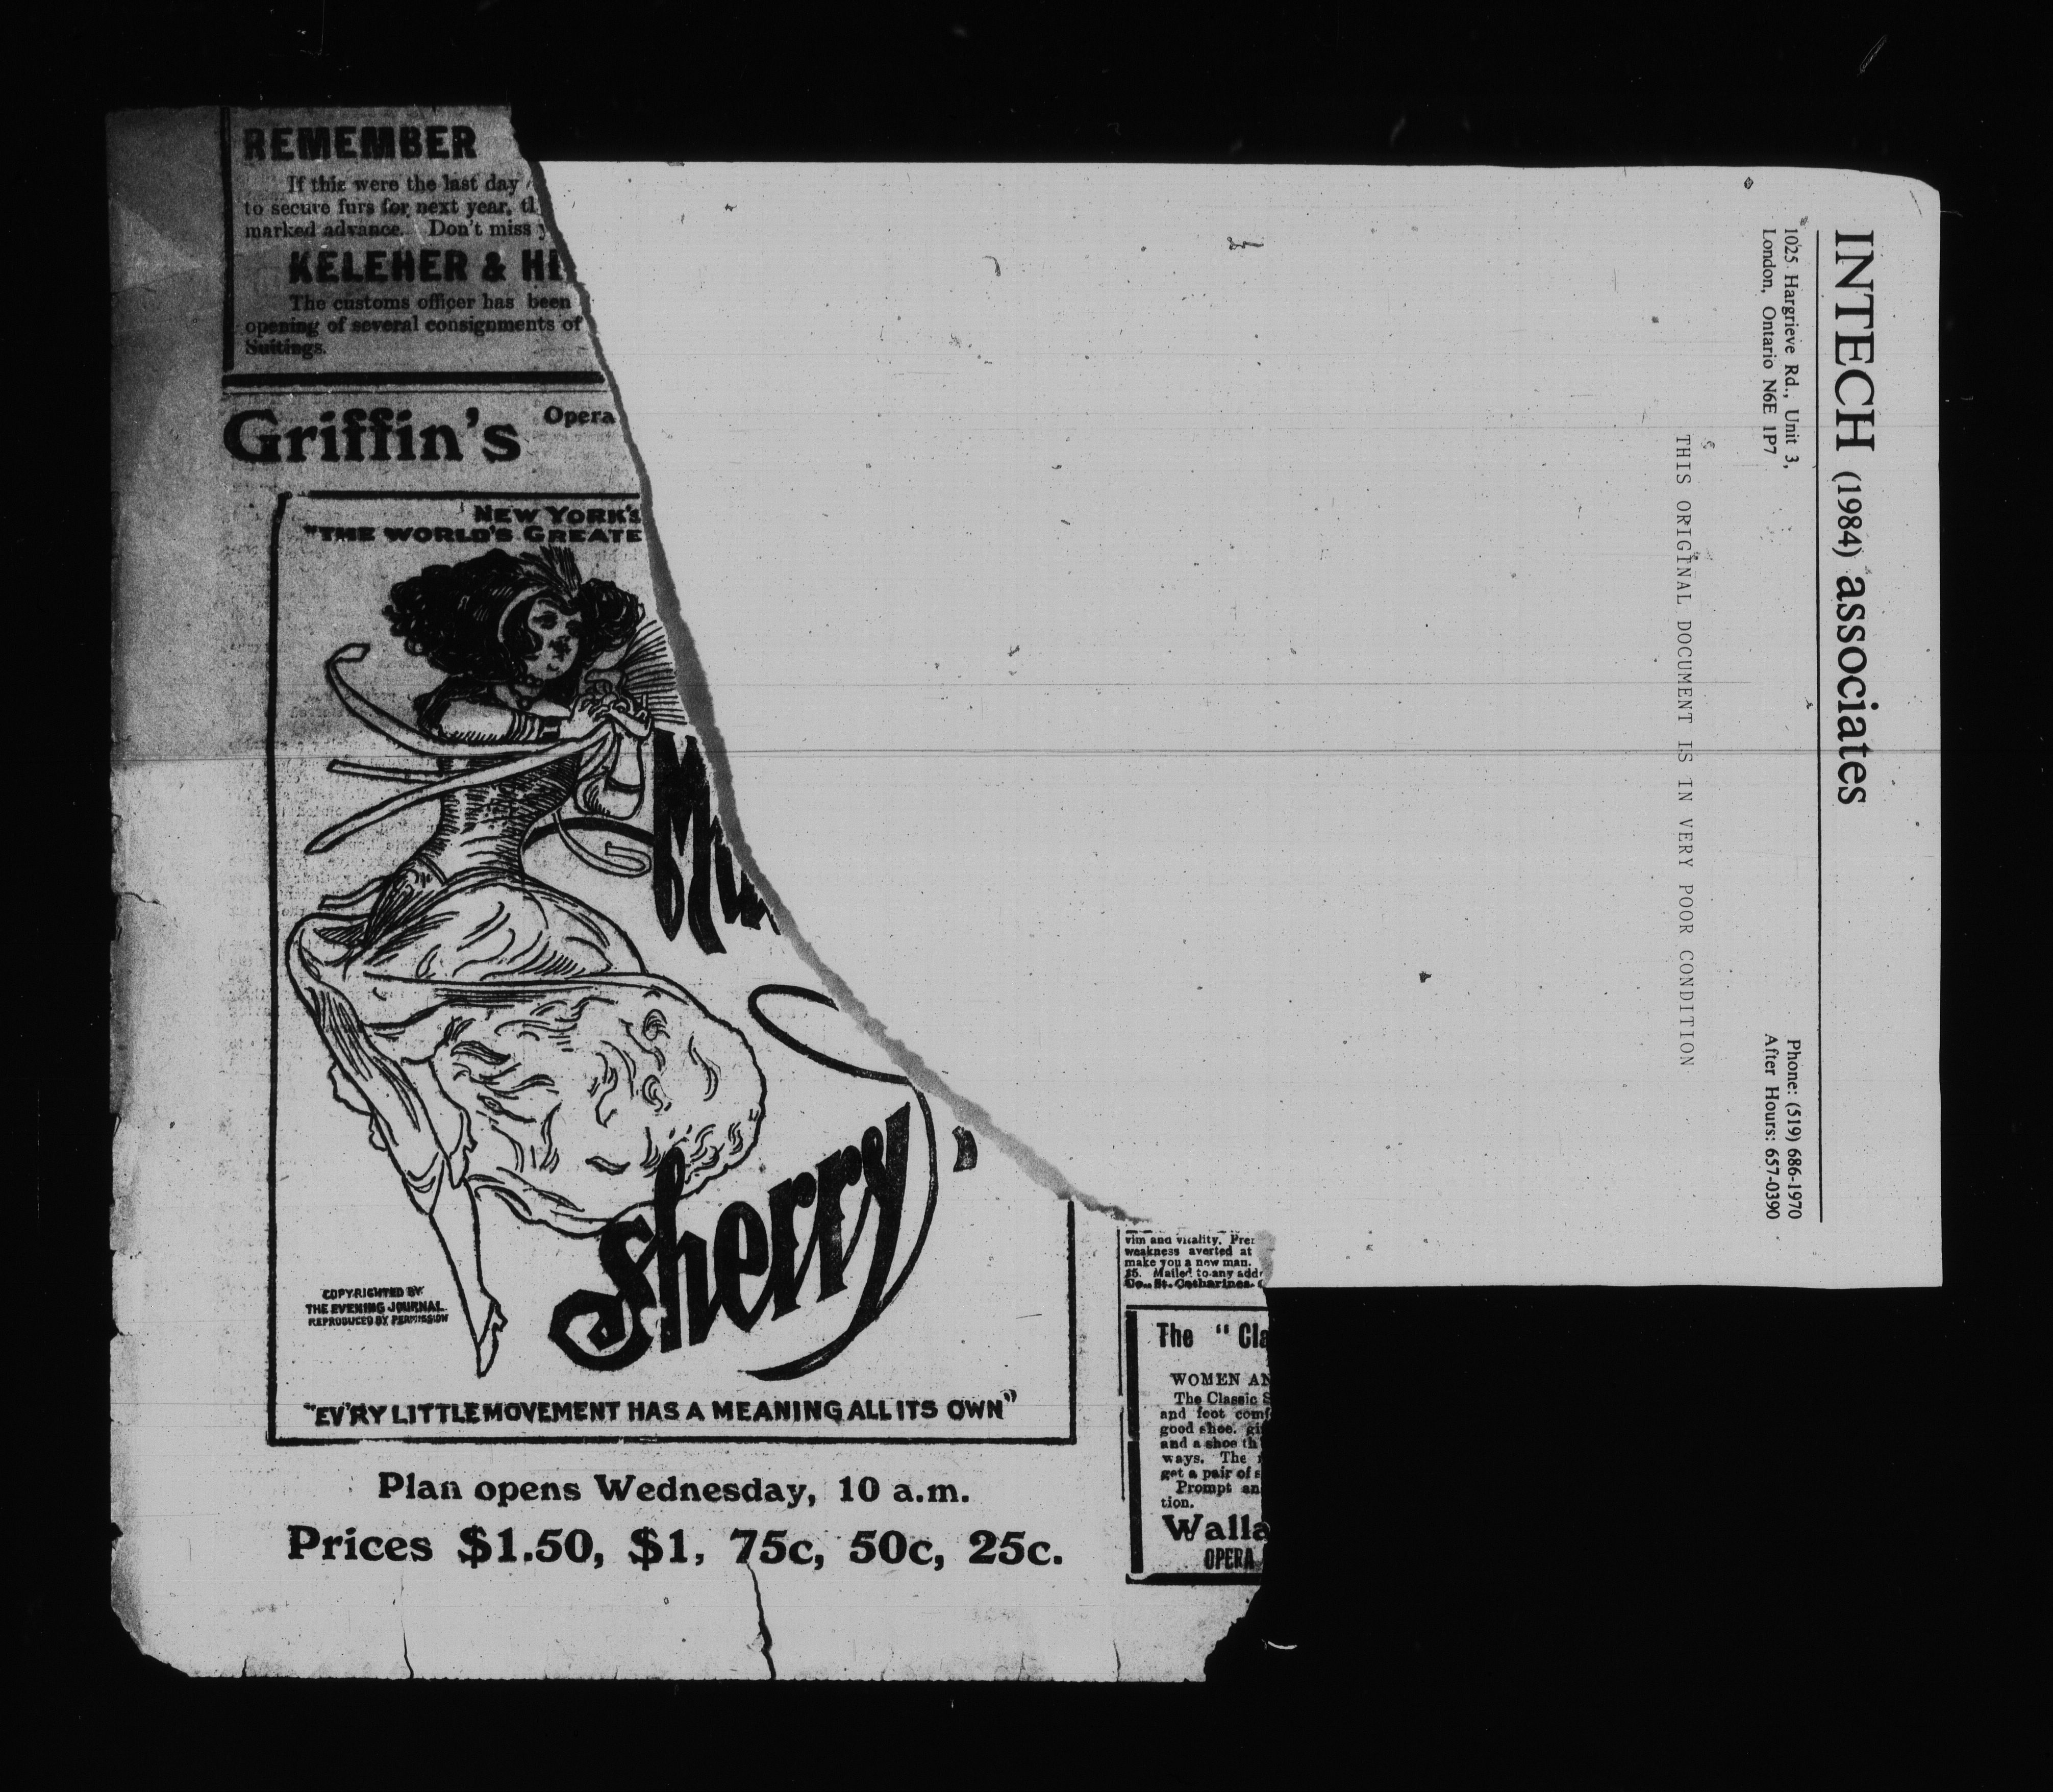 REMEMBER
If this were the last day
to secure furs for next year,
marked advance. Don't miss
KELEHER &
The customs officer has been
opening of several consignments of
Suitings.
Griffin's Opera
NEW YORK'S
"THE WORLD'S GREATE
Sherry
COPYRIGHTED BY
THE EVENING JOURNAL
REPRODUCED BY PERMISSION
"EV'RY LITTLE MOVEMENT HAS A MEANING ALL ITS OWN"
Plan opens Wednesday, 10 a.m.
Prices $1.50, $1, 75c, 50c, 25c.
vim and vitality.
weakness averted at
make you a new man.
$5. Mailed to any addr
Co., St. Catharines.
The "Cla
WOMEN AN
The Classic S
and foot comf
good shoe.
and a shoe th
ways. The
get a pair of s
Prompt an
tion.
Walla
OPERA
INTECH (1984) associates
1025 Hargrieve Rd., Unit 3,
London, Ontario N6E 1P7
Phone: (519) 686-1970
After Hours: 657-0390
THIS ORIGINAL DOCUMENT IS IN VERY POOR CONDITION